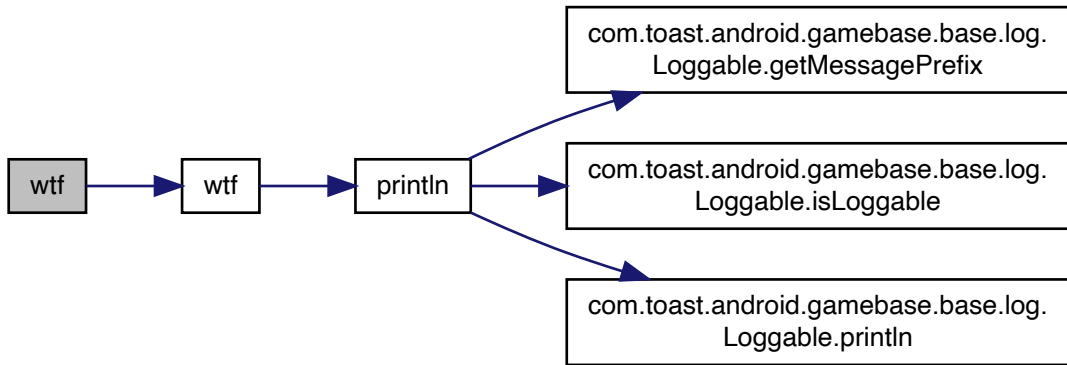 wtf
wtf
println
com.toast.android.gamebase.base.log.
Loggable.getMessagePrefix
com.toast.android.gamebase.base.log.
Loggable.isLoggable
com.toast.android.gamebase.base.log.
Loggable.println